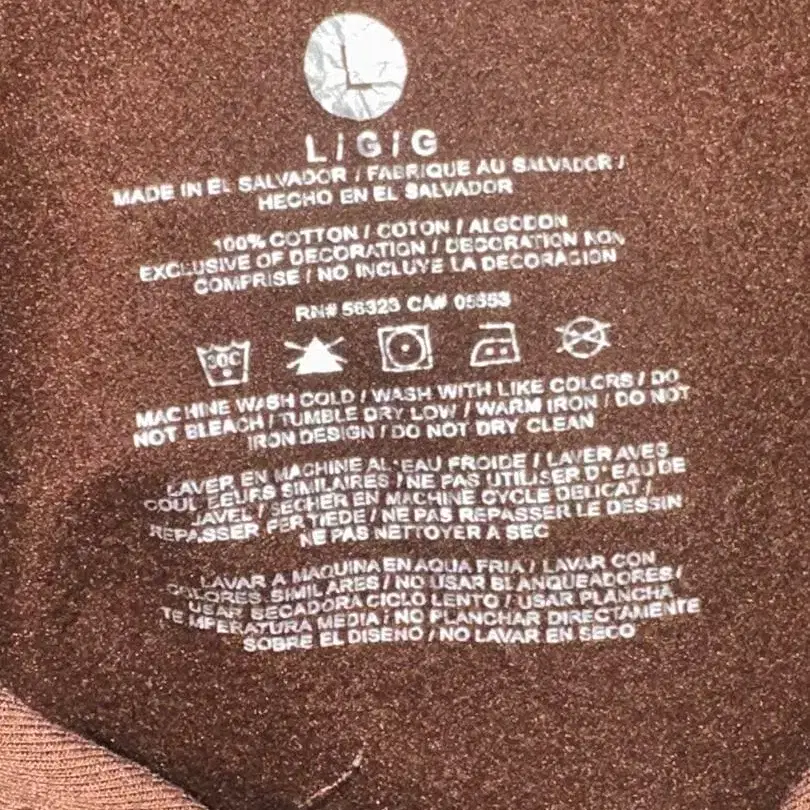 L
L/G/G
MADE IN EL SALVADOR / FABRIQUE AU SALVADOR /
HECHO EN EL SALVADOR
100% COTTON / COTON / ALGODON
EXCLUSIVE OF DECORATION / DECORATION NON
COMPRISE / NO INCLUYE LA DECORACION
RN# 56323 CA# 05553
30C
MACHINE WASH COLD / WASH WITH LIKE COLORS / DO
NOT BLEACH / TUMBLE DRY LOW / WARM IRON / DO NOT
IRON DESIGN / DO NOT DRY CLEAN
LAVER EN MACHINE A L'EAU FROIDE / LAVER AVEC
COULEEURS SIMILAIRES / NE PAS UTILISER D'EAU DE
JAVEL / SECHER EN MACHINE CYCLE DELICAT /
REPASSER FER TIEDE / NE PAS REPASSER LE DESSIN
NE PAS NETTOYER A SEC
LAVAR A MAQUINA EN AQUA FRIA / LAVAR CON
COLORES SIMILARES / NO USAR BLANQUEADORES /
USAR SECADORA CICLO LENTO / USAR PLANCHA
TEMPERATURA MEDIA / NO PLANCHAR DIRECTAMENTE
SOBRE EL DISENO / NO LAVAR EN SECO